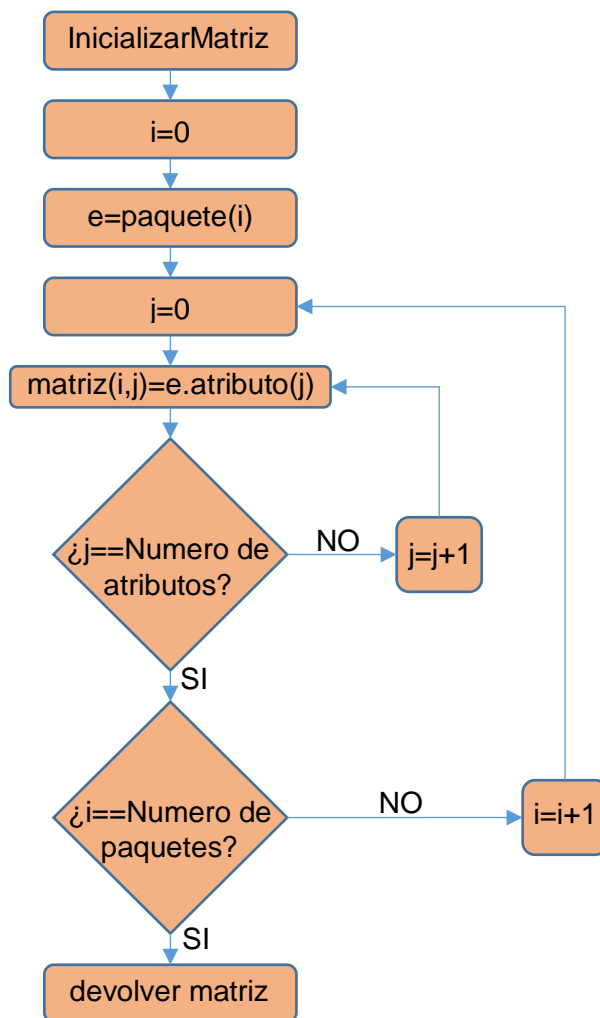 InicializarMatriz
i=0
e=paquete(i)
j=0
matriz(i,j)=e.atributo(j)
¿j==Numero de
atributos?
NO
j=j+1
SI
¿i==Numero de
paquetes?
NO
i=i+1
SI
devolver matriz